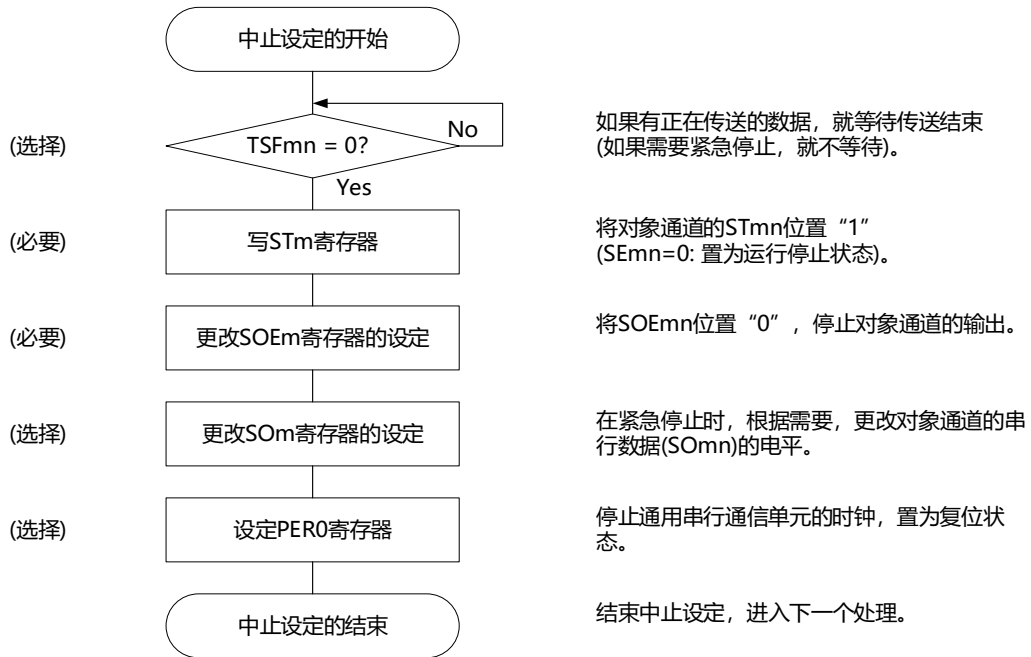 中止设定的开始
(选择)
TSFmn = 0?
No
Yes
如果有正在传送的数据，就等待传送结束
(如果需要紧急停止，就不等待)。
(必要)
写STm寄存器
将对象通道的STmn位置“1”
(SEmn=0: 置为运行停止状态)。
(必要)
更改SOEm寄存器的设定
将SOEmn位置“0”，停止对象通道的输出。
(选择)
更改SOm寄存器的设定
在紧急停止时，根据需要，更改对象通道的串
行数据(SOmn)的电平。
(选择)
设定PER0寄存器
停止通用串行通信单元的时钟，置为复位状
态。
中止设定的结束
结束中止设定，进入下一个处理。